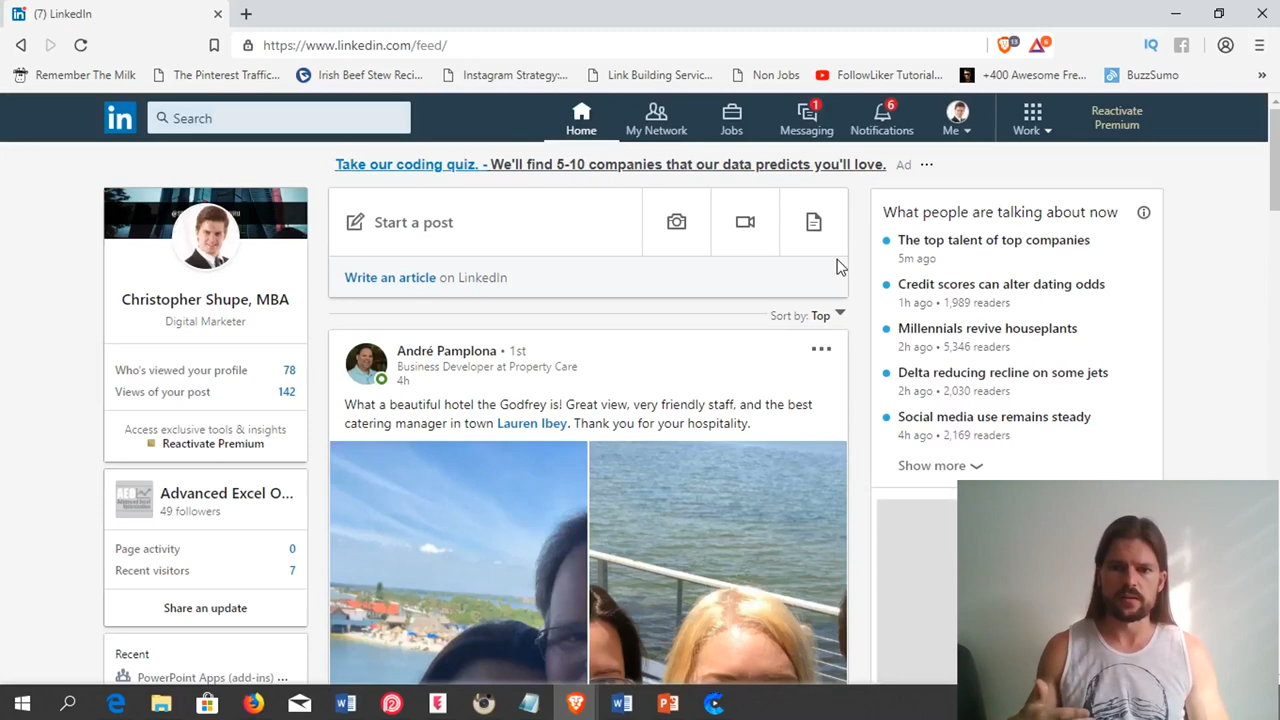 (7) LinkedIn
https://www.linkedin.com/feed/
13
6
IQ
Remember The Milk
The Pinterest Traffic...
Irish Beef Stew Reci...
Instagram Strategy:...
Link Building Servic...
Non Jobs
FollowLiker Tutorial...
+400 Awesome Fre...
BuzzSumo
in
Search
Home
My Network
Jobs
1
Messaging
6
Notifications
Me
Work
Reactivate
Premium
Take our coding quiz. - We'll find 5-10 companies that our data predicts you'll love. Ad
Christopher Shupe, MBA
Digital Marketer
Who's viewed your profile 78
Views of your post 142
Access exclusive tools & insights
Reactivate Premium
AEO
Advanced Excel O...
49 followers
Page activity 0
Recent visitors 7
Share an update
Recent
PowerPoint Apps (add-ins) ...
Start a post
Write an article on LinkedIn
Sort by: Top
André Pamplona • 1st
Business Developer at Property Care
4h
What a beautiful hotel the Godfrey is! Great view, very friendly staff, and the best
catering manager in town Lauren Ibey. Thank you for your hospitality.
What people are talking about now
The top talent of top companies
5m ago
Credit scores can alter dating odds
1h ago • 1,989 readers
Millennials revive houseplants
2h ago • 5,346 readers
Delta reducing recline on some jets
2h ago • 2,030 readers
Social media use remains steady
4h ago • 2,169 readers
Show more